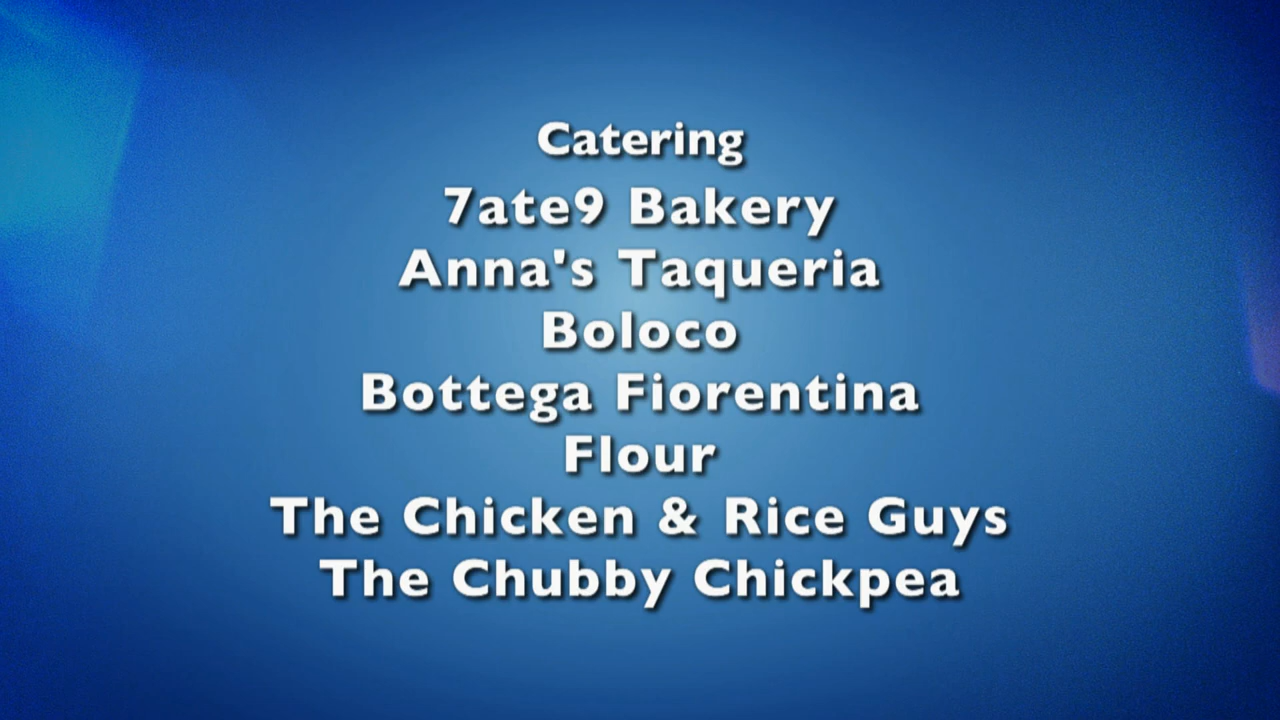 Catering
7ate9 Bakery
Anna's Taqueria
Boloco
Bottega Fiorentina
Flour
The Chicken & Rice Guys
The Chubby Chickpea